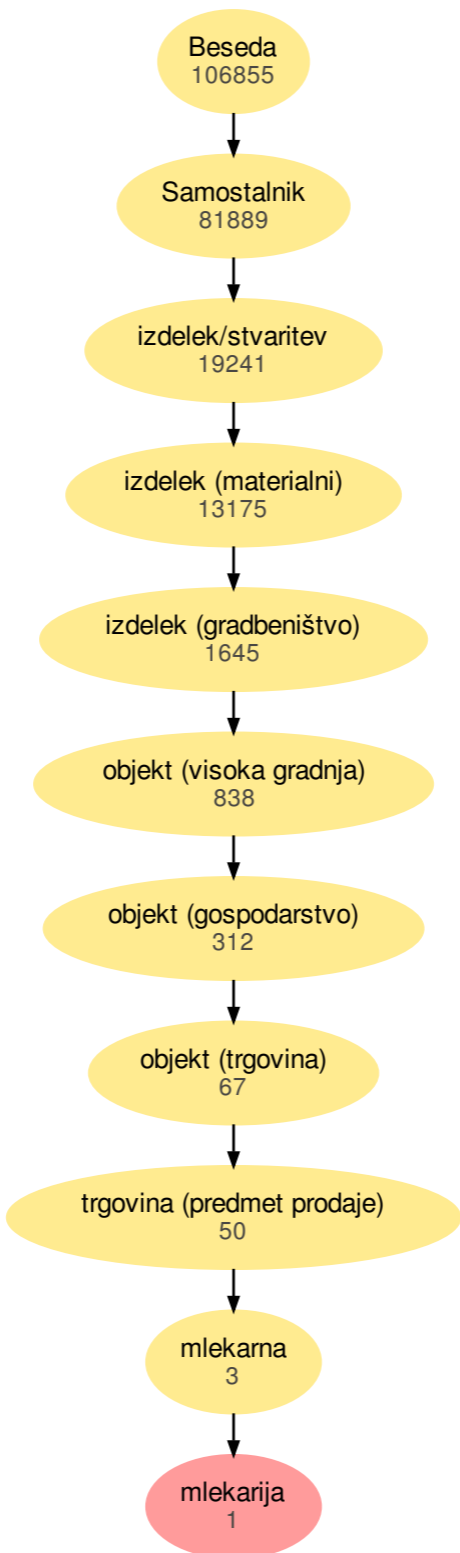 Beseda
106855
Samostalnik
81889
izdelek/stvaritev
19241
izdelek (materialni)
13175
izdelek (gradbeništvo)
1645
objekt (visoka gradnja)
838
objekt (gospodarstvo)
312
objekt (trgovina)
67
trgovina (predmet prodaje)
50
mlekarna
3
mlekarija
1